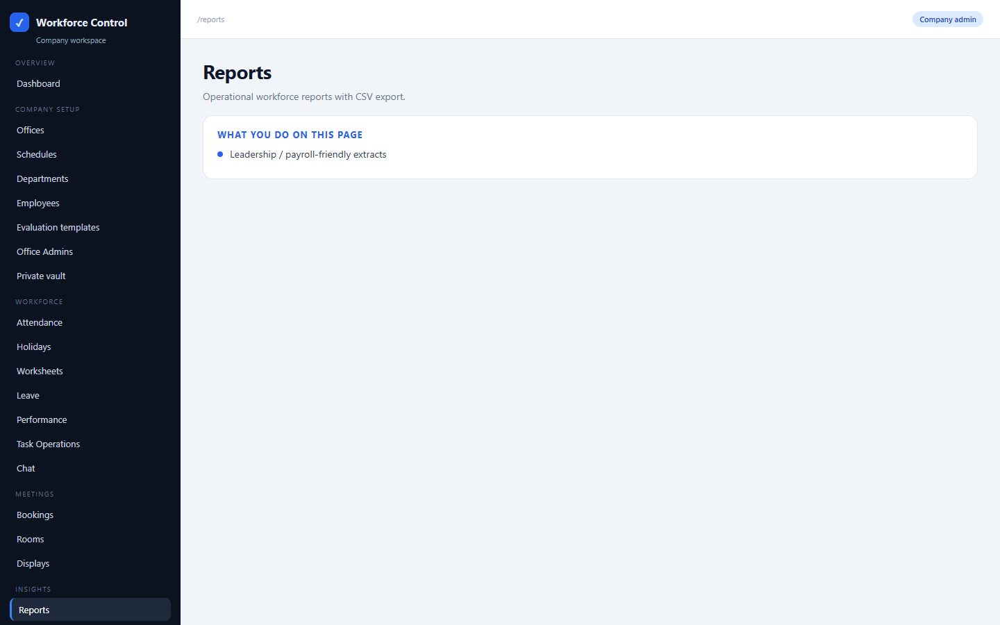 Workforce Control
Company workspace
OVERVIEW
Dashboard
COMPANY SETUP
Offices
Schedules
Departments
Employees
Evaluation templates
Office Admins
Private vault
WORKFORCE
Attendance
Holidays
Worksheets
Leave
Performance
Task Operations
Chat
MEETINGS
Bookings
Rooms
Displays
INSIGHTS
Reports
/reports
Company admin
Reports
Operational workforce reports with CSV export.
WHAT YOU DO ON THIS PAGE
Leadership / payroll-friendly extracts